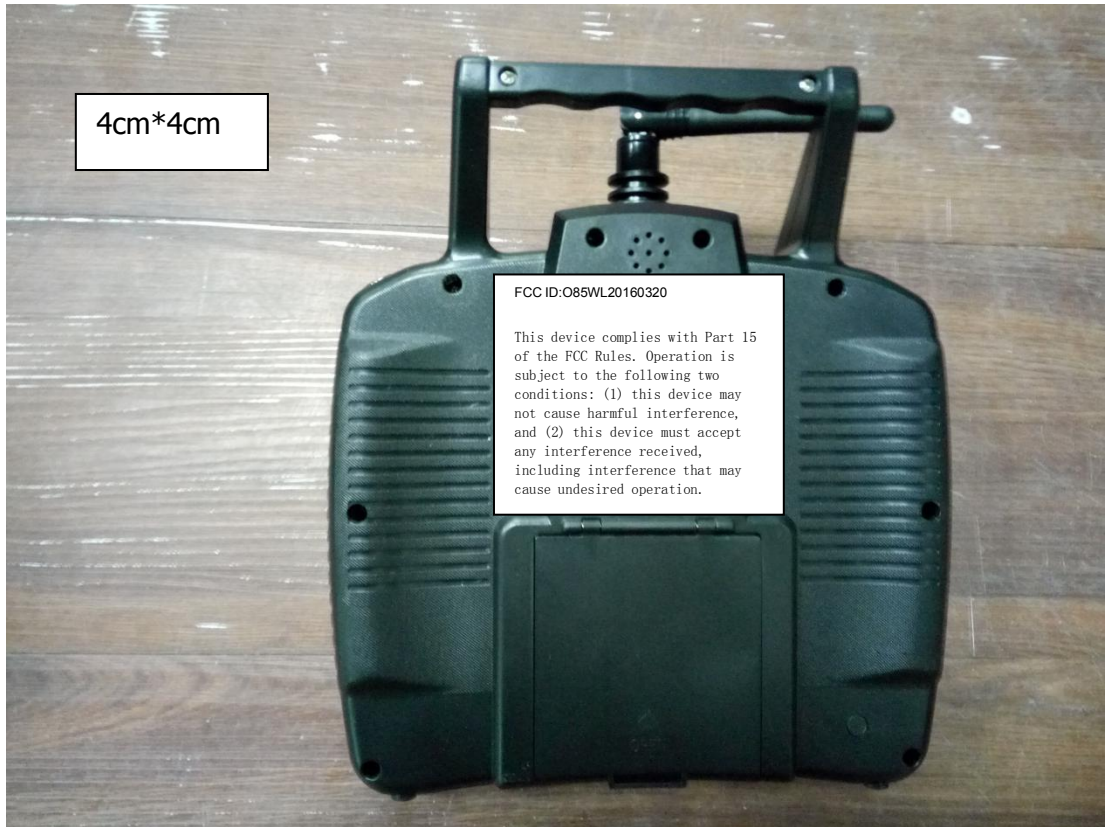 4cm*4cm
FCC ID:O85WL20160320
This device complies with Part 15
of the FCC Rules. Operation is
subject to the following two
conditions: (1) this device may
not cause harmful interference,
and (2) this device must accept
any interference received,
including interference that may
cause undesired operation.